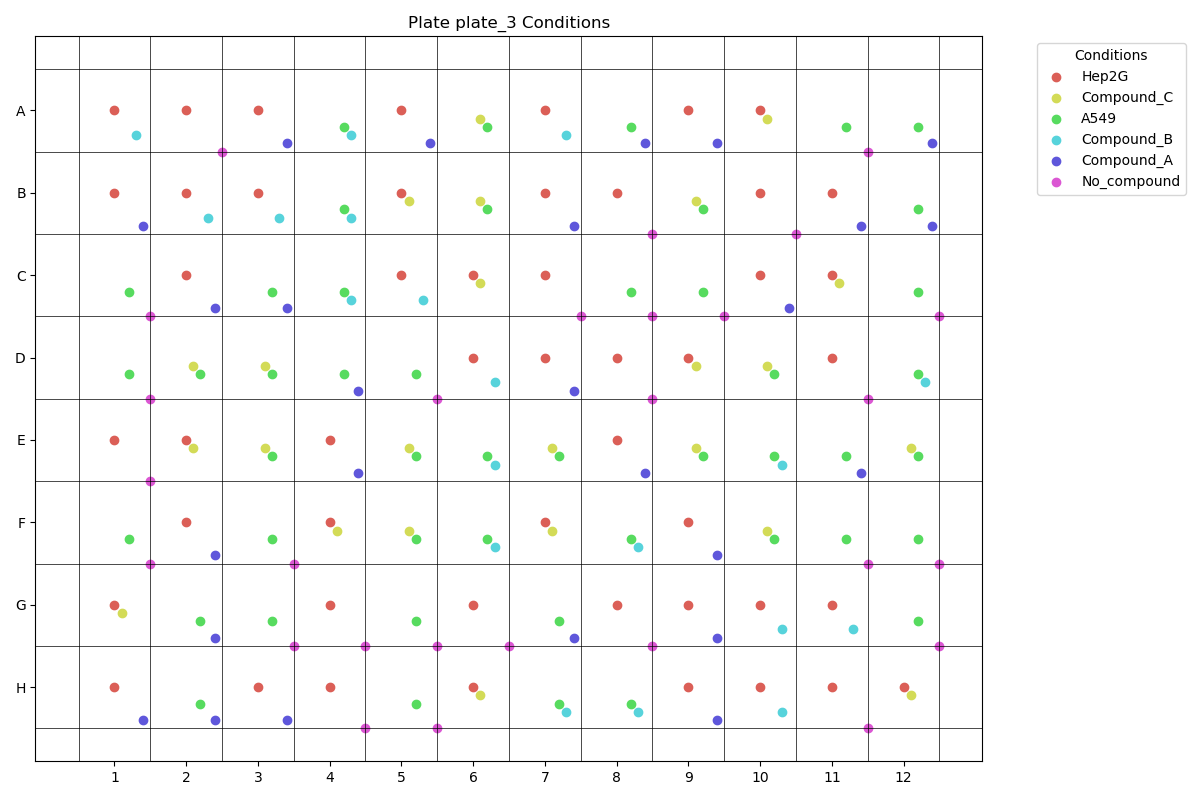 Plate plate_3 Conditions
Conditions
Hep2G
Compound_C
A549
Compound_B
Compound_A
No_compound
A
B
C
D
E
F
G
H
1 2 3 4 5 6 7 8 9 10 11 12